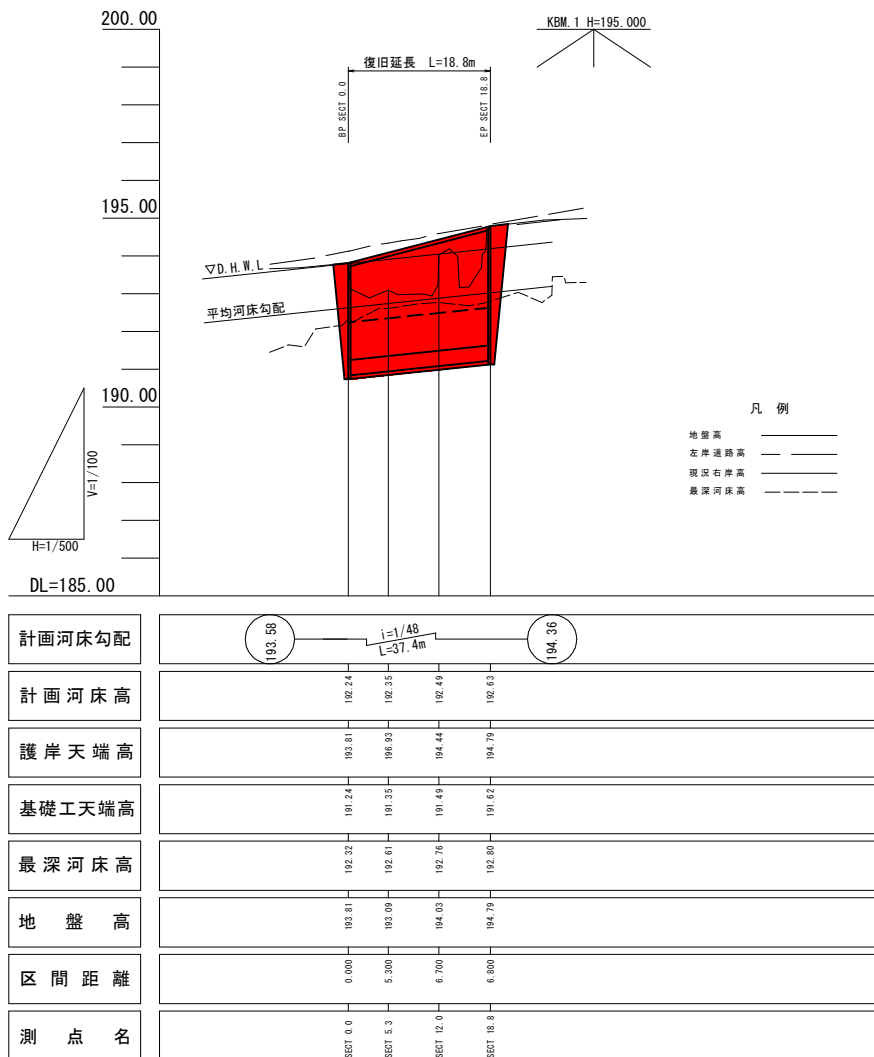 200.00
KBM.1 H=195.000
復旧延長 L=18.8m
BP SECT 0.0
EP SECT 18.8
195.00
▽D.H.W.L
平均河床勾配
190.00
凡 例
地盤高
左岸道路高
現況右岸高
最深河床高
V=1/100
H=1/500
DL=185.00
計画河床勾配
193.58
i=1/48
L=37.4m
194.36
計画河床高
192.24 192.35 192.49 192.63
護岸天端高
193.81 196.93 194.44 194.79
基礎工天端高
191.24 191.35 191.49 191.62
最深河床高
192.32 192.61 192.76 192.80
地盤高
193.81 193.09 194.03 194.79
区間距離
0.000 5.300 6.700 6.800
測点名
SECT 0.0 SECT 5.3 SECT 12.0 SECT 18.8